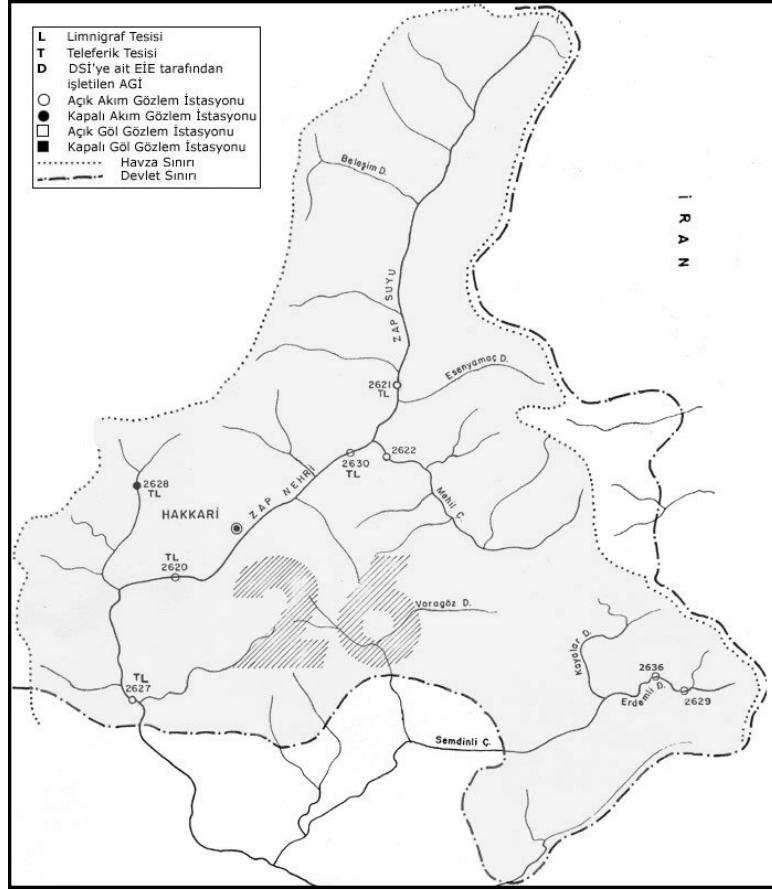 L Limnigraf Tesisi
T Teleferik Tesisi
D DSİ'ye ait EİE tarafından
işletilen AGİ
Açık Akım Gözlem İstasyonu
Kapalı Akım Gözlem İstasyonu
Açık Göl Gözlem İstasyonu
Kapalı Göl Gözlem İstasyonu
Havza Sınırı
Devlet Sınırı
Beleşim D.
İRAN
ZAP SUYU
Esenyamaç D.
2621
TL
2622
2630
TL
2628
TL
ZAP NEHRİ
HAKKARİ
Mehil Ç.
TL
2620
26
Varagöz D.
Kayalar D.
2636
2629
Erdemli D.
TL
2627
Semdinli Ç.